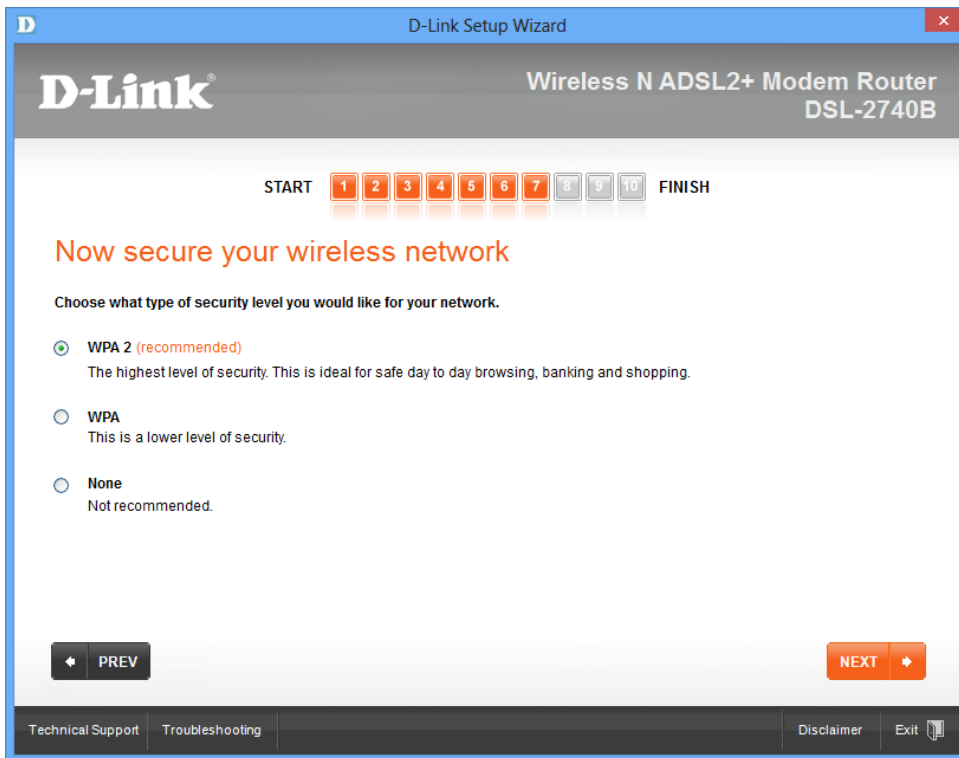 D-Link Setup Wizard
D-Link®
Wireless N ADSL2+ Modem Router
DSL-2740B
START 1 2 3 4 5 6 7 8 9 10 FINISH
Now secure your wireless network
Choose what type of security level you would like for your network.
WPA 2 (recommended)
The highest level of security. This is ideal for safe day to day browsing, banking and shopping.
WPA
This is a lower level of security.
None
Not recommended.
PREV
NEXT
Technical Support
Troubleshooting
Disclaimer
Exit